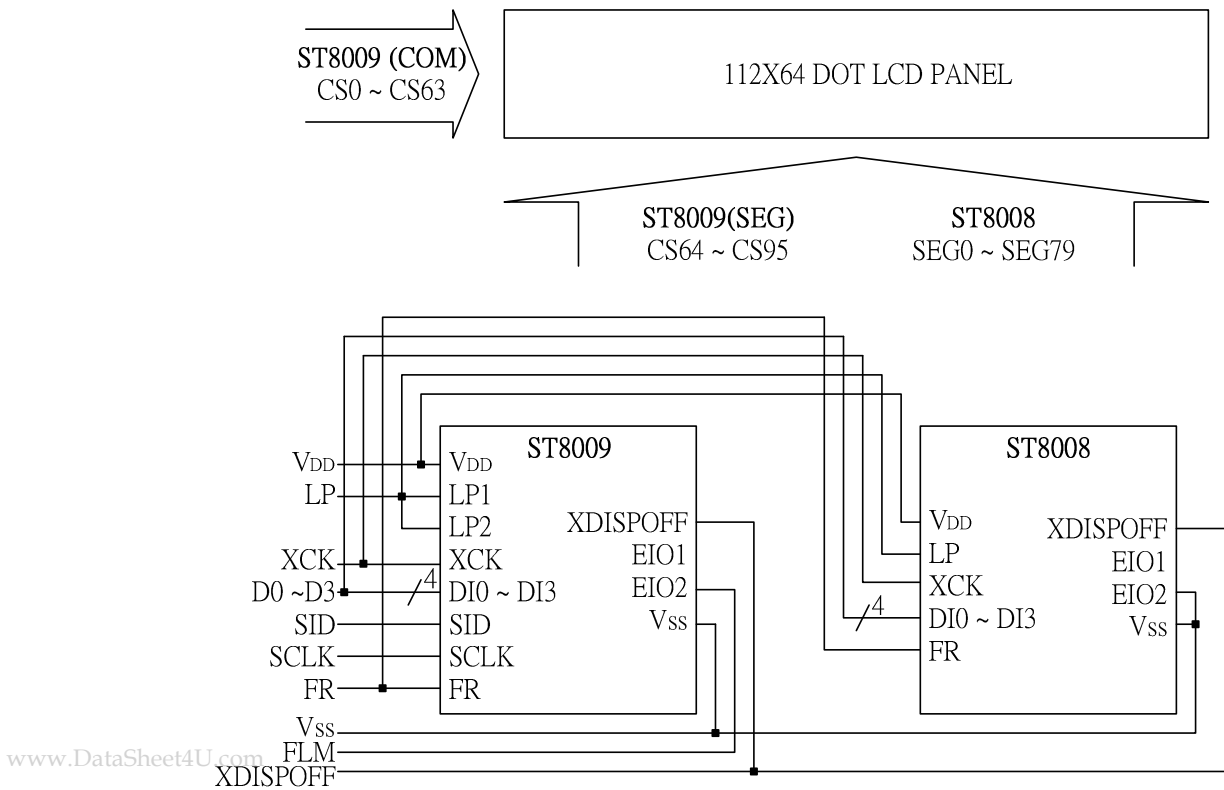 ST8009 (COM)
CS0 ~ CS63
112X64 DOT LCD PANEL
ST8009(SEG)
CS64 ~ CS95
ST8008
SEG0 ~ SEG79
VDD
LP
XCK
D0 ~D3
SID
SCLK
FR
VSS
FLM
XDISPOFF
ST8009
VDD
LP1
LP2
XCK
4
DI0 ~ DI3
SID
SCLK
FR
XDISPOFF
EIO1
EIO2
VSS
ST8008
VDD
LP
XCK
4
DI0 ~ DI3
FR
XDISPOFF
EIO1
EIO2
VSS
www.DataSheet4U.com